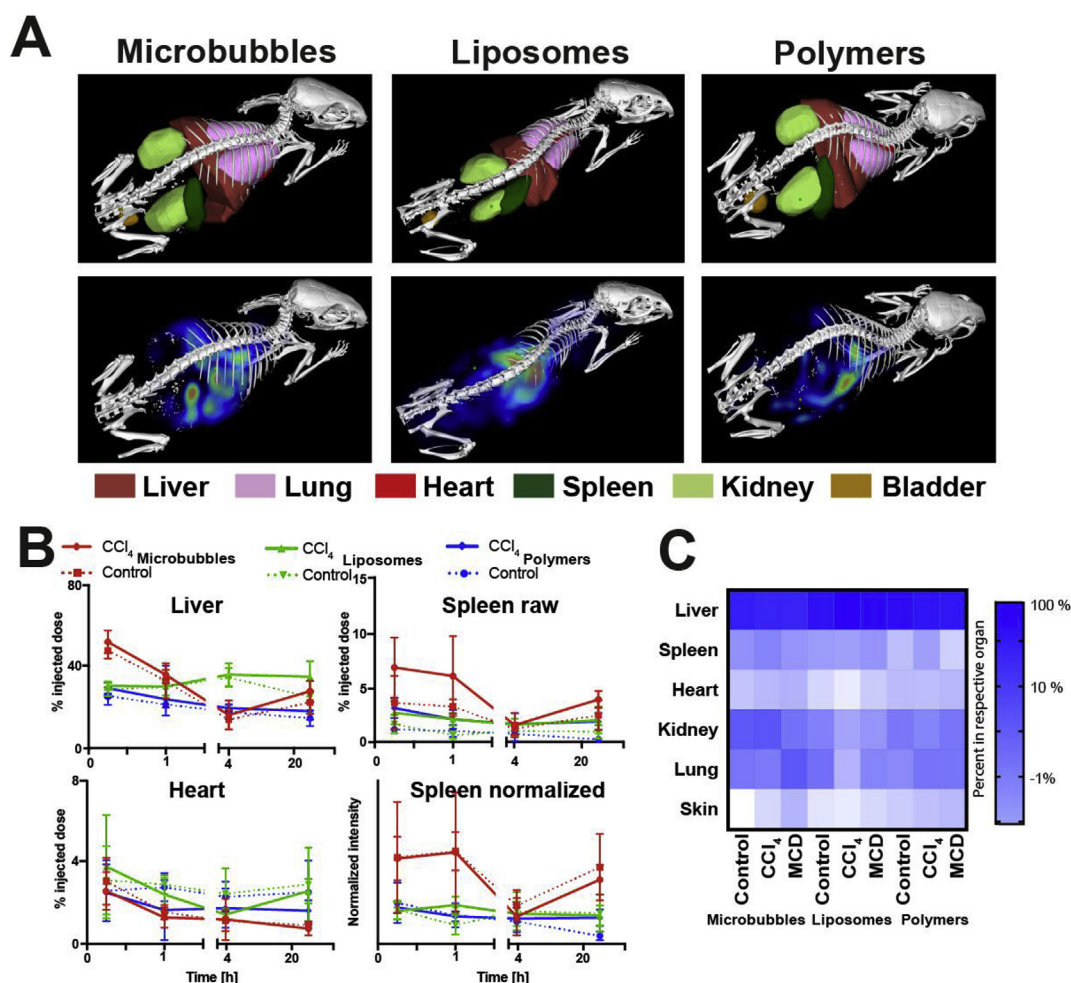 A
Microbubbles Liposomes Polymers
Liver Lung Heart Spleen Kidney Bladder
B
CCl4 Microbubbles CCl4 Liposomes CCl4 Polymers
Control Control Control
Liver
% injected dose
80
40
0
0 1 4 20
Spleen raw
% injected dose
15
10
5
0
0 1 4 20
Heart
% injected dose
8
4
2
0
0 1 4 20
Time [h]
Spleen normalized
Normalized intensity
0 1 4 20
Time [h]
C
Liver
Spleen
Heart
Kidney
Lung
Skin
Control CCl4 MCD Control CCl4 MCD Control CCl4 MCD
Microbubbles Liposomes Polymers
100 %
10 %
-1%
Percent in respective organ